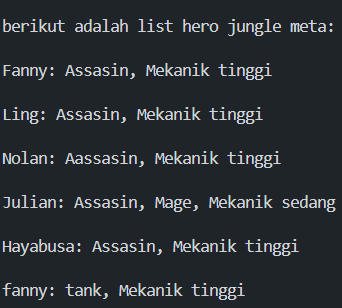 berikut adalah list hero jungle meta:
Fanny: Assasin, Mekanik tinggi
Ling: Assasin, Mekanik tinggi
Nolan: Aassasin, Mekanik tinggi
Julian: Assasin, Mage, Mekanik sedang
Hayabusa: Assasin, Mekanik tinggi
fanny: tank, Mekanik tinggi